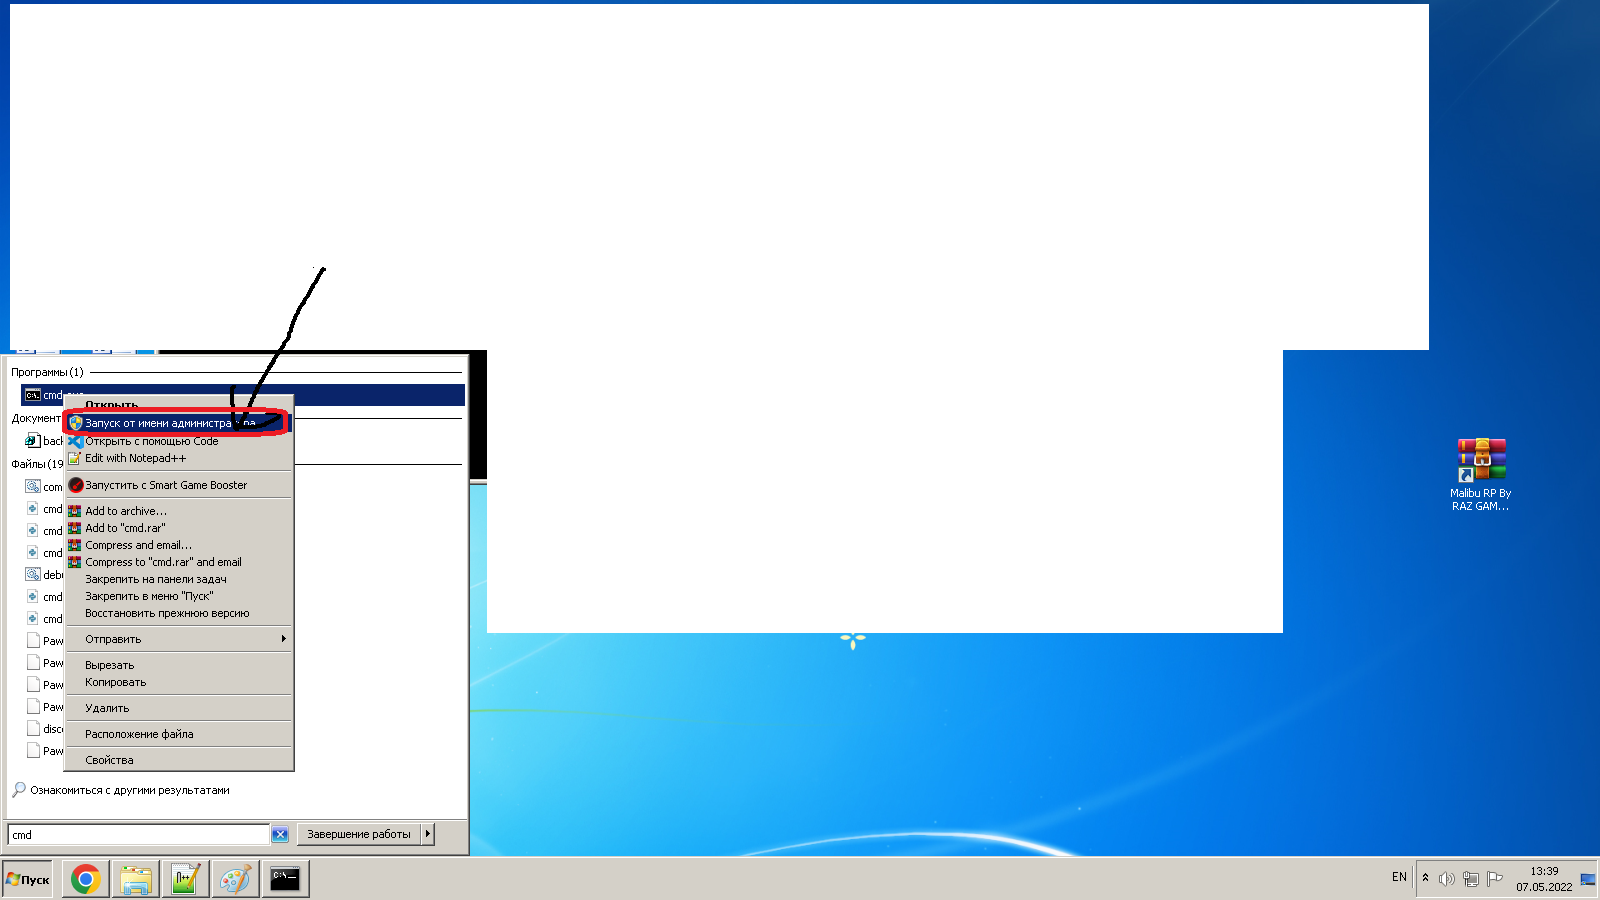 Программы (1)
cmd
Открыть
Документ
Запуск от имени администра
back
Открыть с помощью Code
Edit with Notepad++
Файлы (19
com
Запустить с Smart Game Booster
cmd
Add to archive...
cmd
Add to "cmd.rar"
cmd
Compress and email...
Compress to "cmd.rar" and email
debu
Закрепить на панели задач
cmd
Закрепить в меню "Пуск"
cmd
Восстановить прежнюю версию
Paw
Отправить
Paw
Вырезать
Paw
Копировать
Paw
Удалить
disc
Расположение файла
Paw
Свойства
Ознакомиться с другими результатами
cmd
Завершение работы
Malibu RP By
RAZ GAM...
Пуск
n++
C:\
EN
13:39
07.05.2022